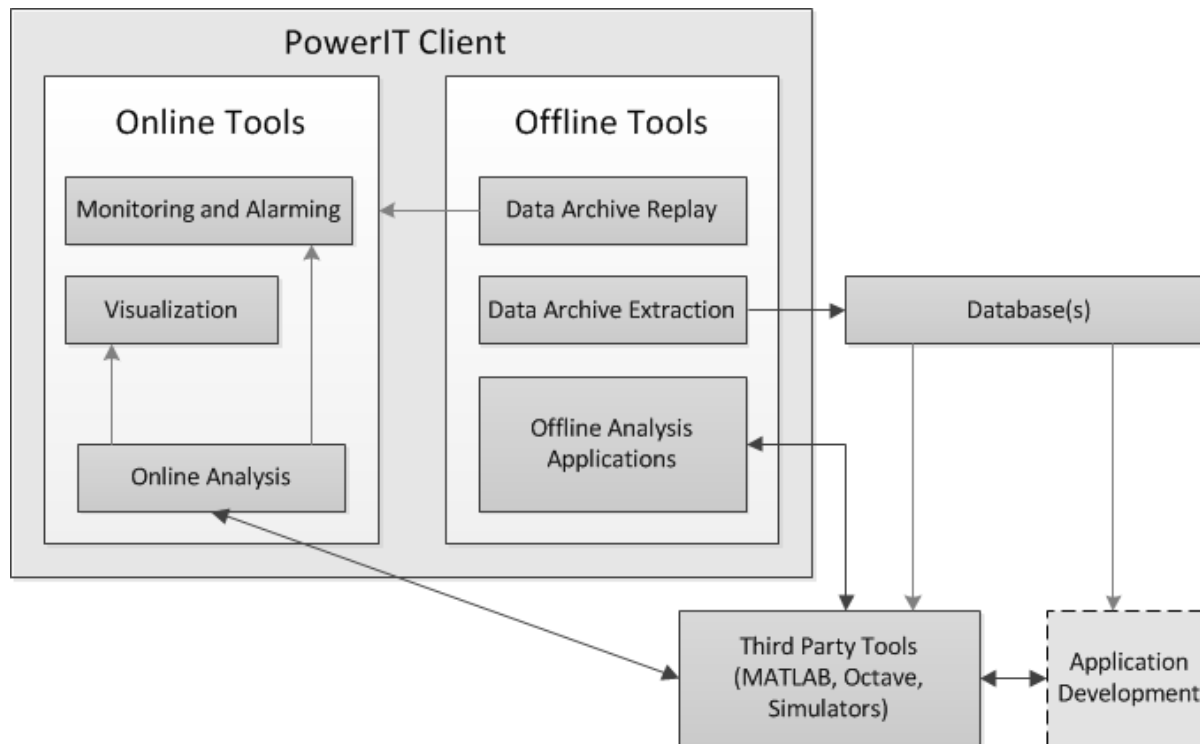 PowerIT Client
Online Tools
Monitoring and Alarming
Visualization
Online Analysis
Offline Tools
Data Archive Replay
Data Archive Extraction
Offline Analysis
Applications
Database(s)
Third Party Tools
(MATLAB, Octave,
Simulators)
Application
Development